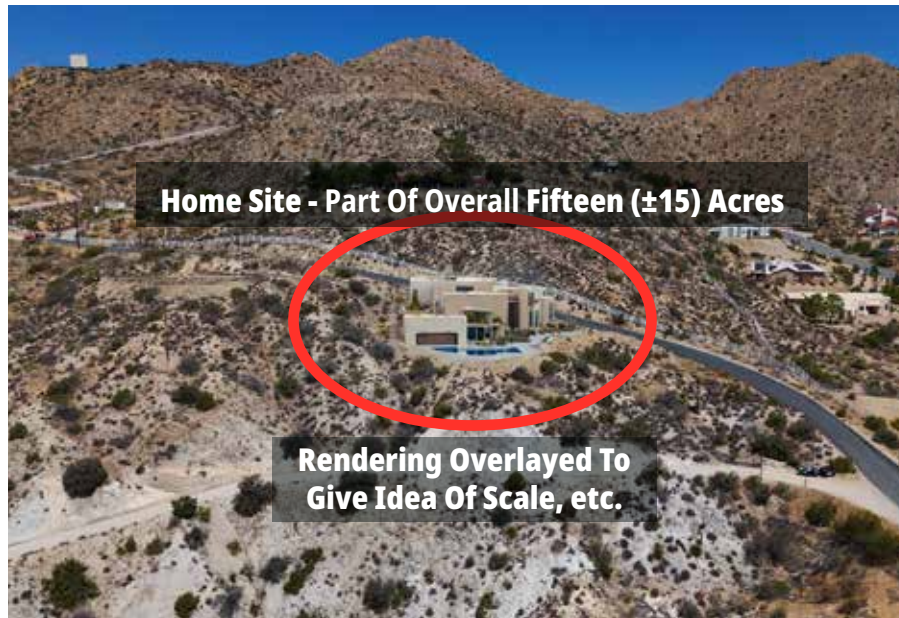 Home Site - Part Of Overall Fifteen (±15) Acres
Rendering Overlayed To
Give Idea Of Scale, etc.